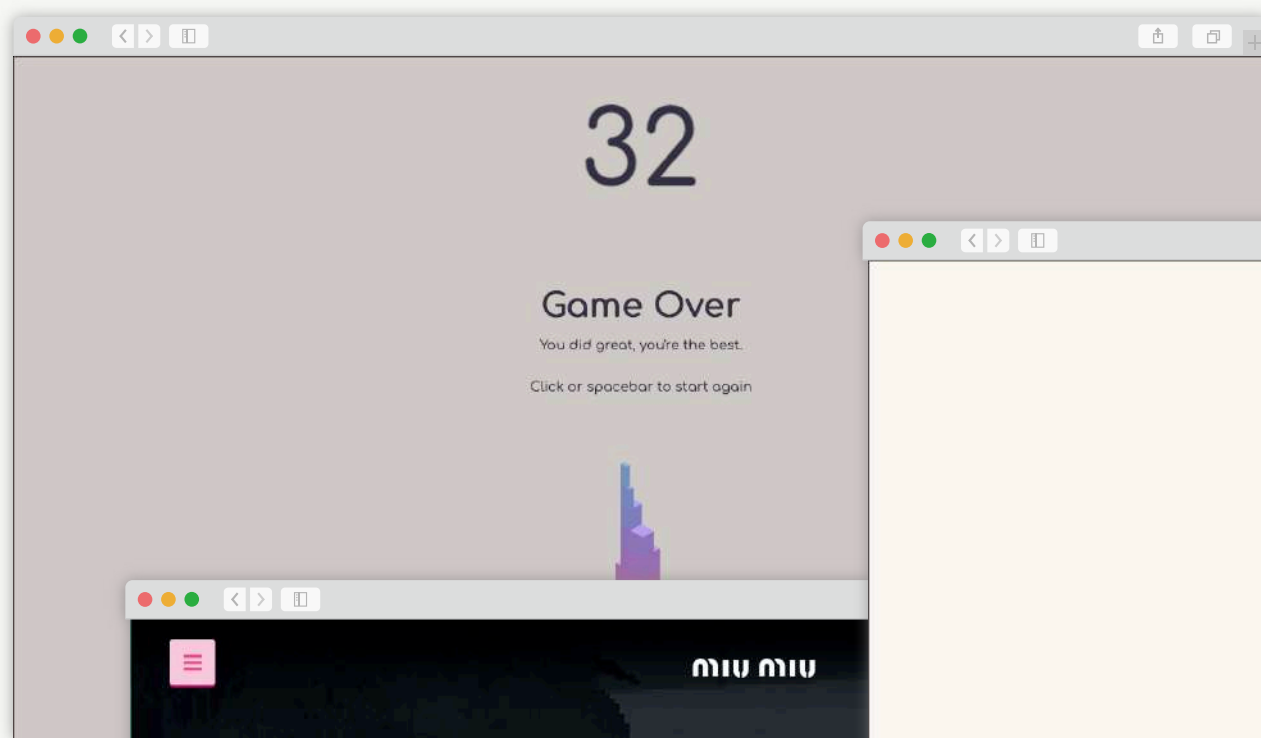 32
Game Over
You did great, you're the best.
Click or spacebar to start again
miu miu